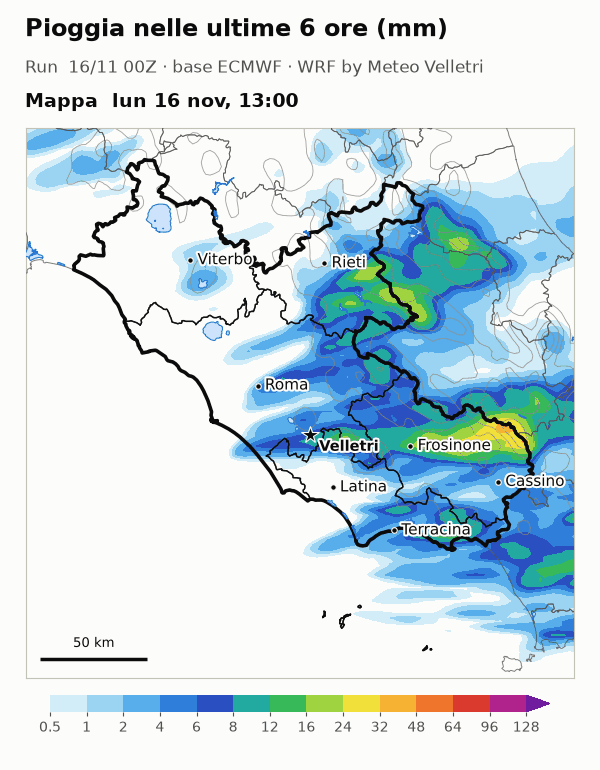 Pioggia nelle ultime 6 ore (mm)
Run 16/11 00Z · base ECMWF · WRF by Meteo Velletri
Mappa lun 16 nov, 13:00
Viterbo
Rieti
Roma
Velletri
Frosinone
Cassino
Latina
Terracina
50 km
0.5 1 2 4 6 8 12 16 24 32 48 64 96 128